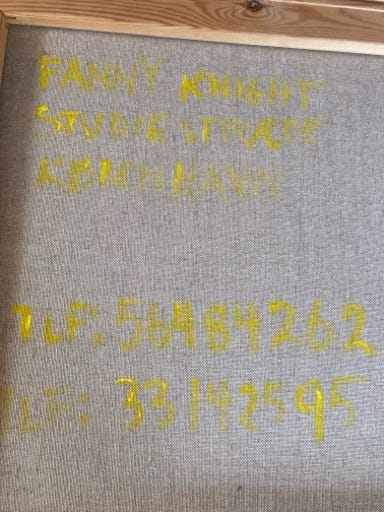 FANNY KNIGHT
STUDIE STRÆDE
KØBENHAVN
TLF: 56484262
TLF: 33142595